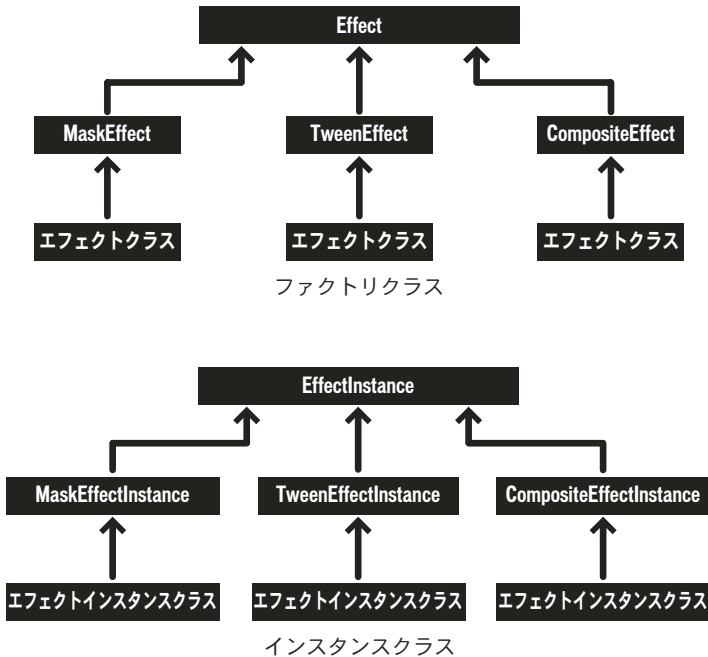 Effect
MaskEffect
TweenEffect
CompositeEffect
エフェクトクラス
エフェクトクラス
エフェクトクラス
ファクトリクラス
EffectInstance
MaskEffectInstance
TweenEffectInstance
CompositeEffectInstance
エフェクトインスタンスクラス
エフェクトインスタンスクラス
エフェクトインスタンスクラス
インスタンスクラス